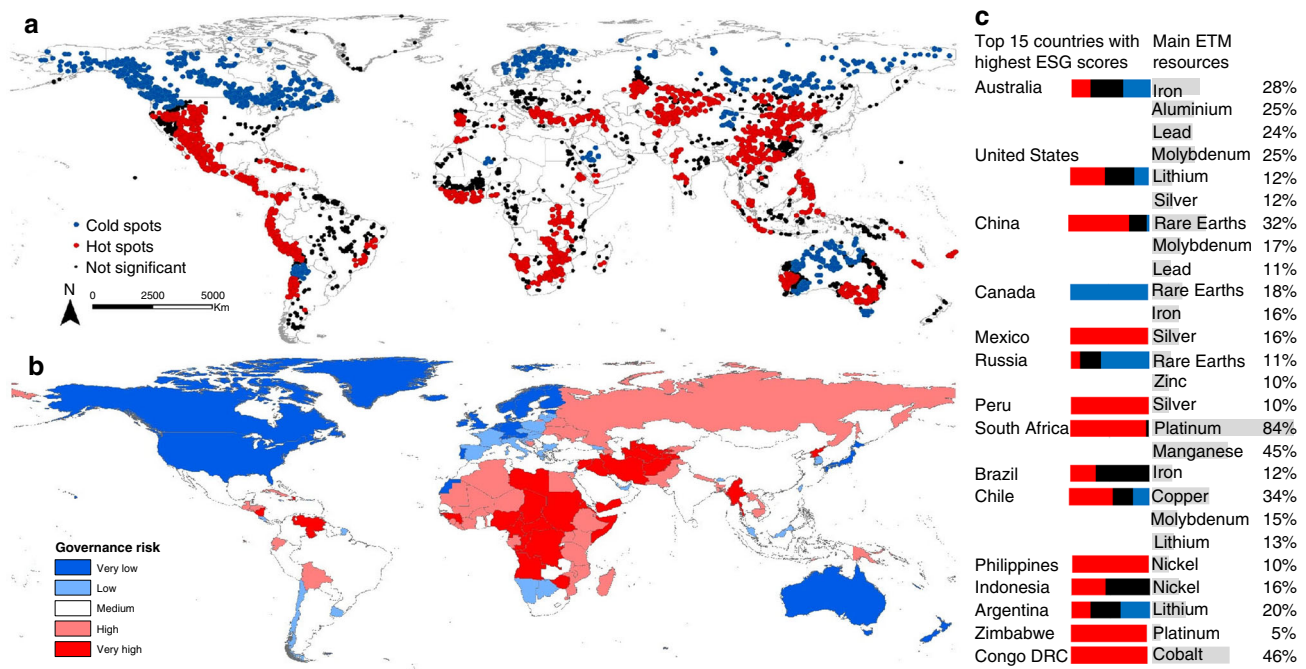 a
Cold spots
Hot spots
Not significant
N
0 2500 5000
Km
b
Governance risk
Very low
Low
Medium
High
Very high
c
Top 15 countries with Main ETM
highest ESG scores resources
Australia Iron 28%
Aluminium 25%
Lead 24%
United States Molybdenum 25%
Lithium 12%
Silver 12%
China Rare Earths 32%
Molybdenum 17%
Lead 11%
Canada Rare Earths 18%
Iron 16%
Mexico Silver 16%
Russia Rare Earths 11%
Zinc 10%
Peru Silver 10%
South Africa Platinum 84%
Manganese 45%
Brazil Iron 12%
Chile Copper 34%
Molybdenum 15%
Lithium 13%
Philippines Nickel 10%
Indonesia Nickel 16%
Argentina Lithium 20%
Zimbabwe Platinum 5%
Congo DRC Cobalt 46%